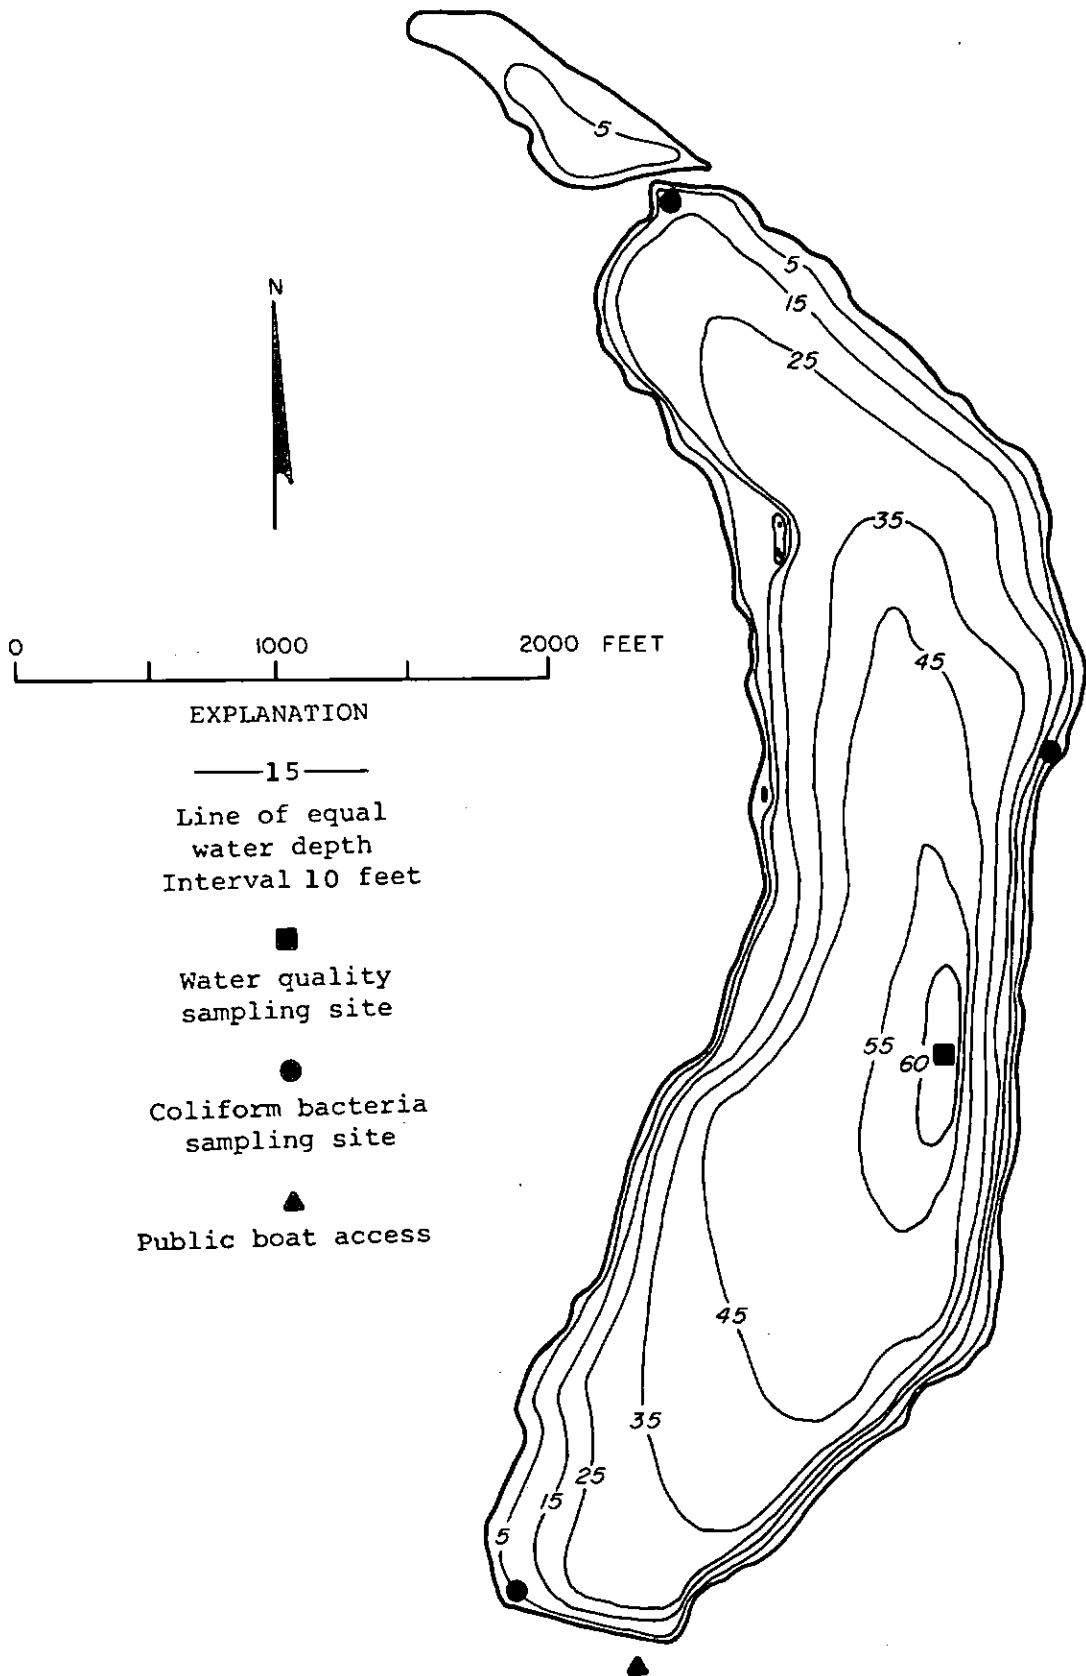 5
N
5
15
25
35
0 1000 2000 FEET
45
EXPLANATION
15
Line of equal
water depth
Interval 10 feet
Water quality
sampling site
55
60
Coliform bacteria
sampling site
Public boat access
45
35
25
15
5